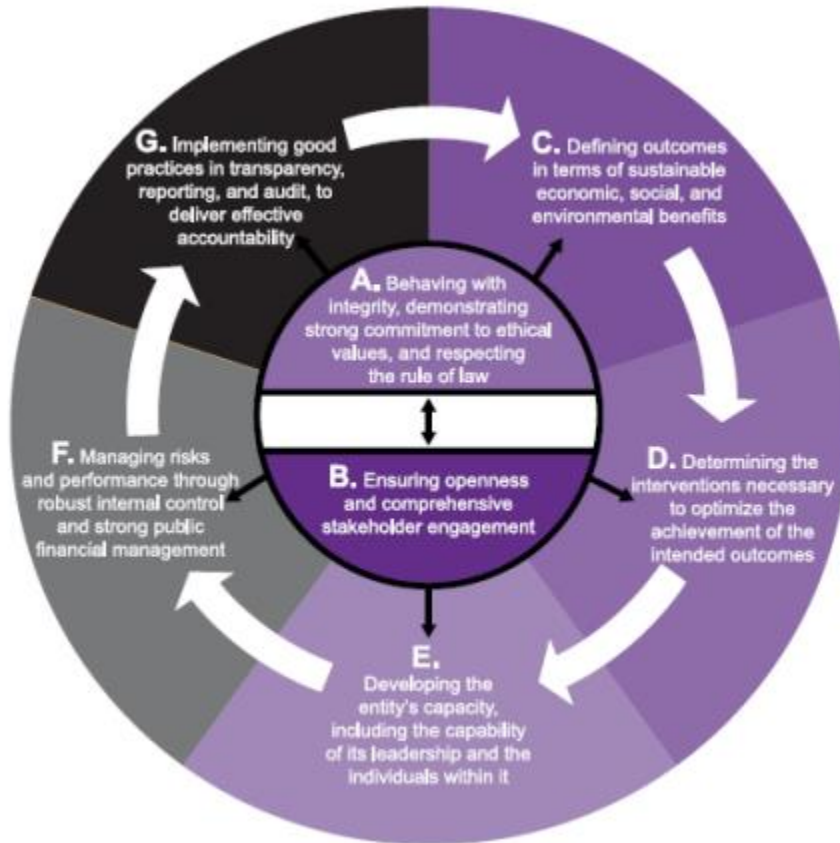 G. Implementing good
practices in transparency,
reporting, and audit, to
deliver effective
accountability
C. Defining outcomes
in terms of sustainable
economic, social, and
environmental benefits
A. Behaving with
integrity, demonstrating
strong commitment to ethical
values, and respecting
the rule of law
B. Ensuring openness
and comprehensive
stakeholder engagement
F. Managing risks
and performance through
robust internal control
and strong public
financial management
D. Determining the
interventions necessary
to optimize the
achievement of the
intended outcomes
E.
Developing the
entity's capacity,
including the capability
of its leadership and the
individuals within it